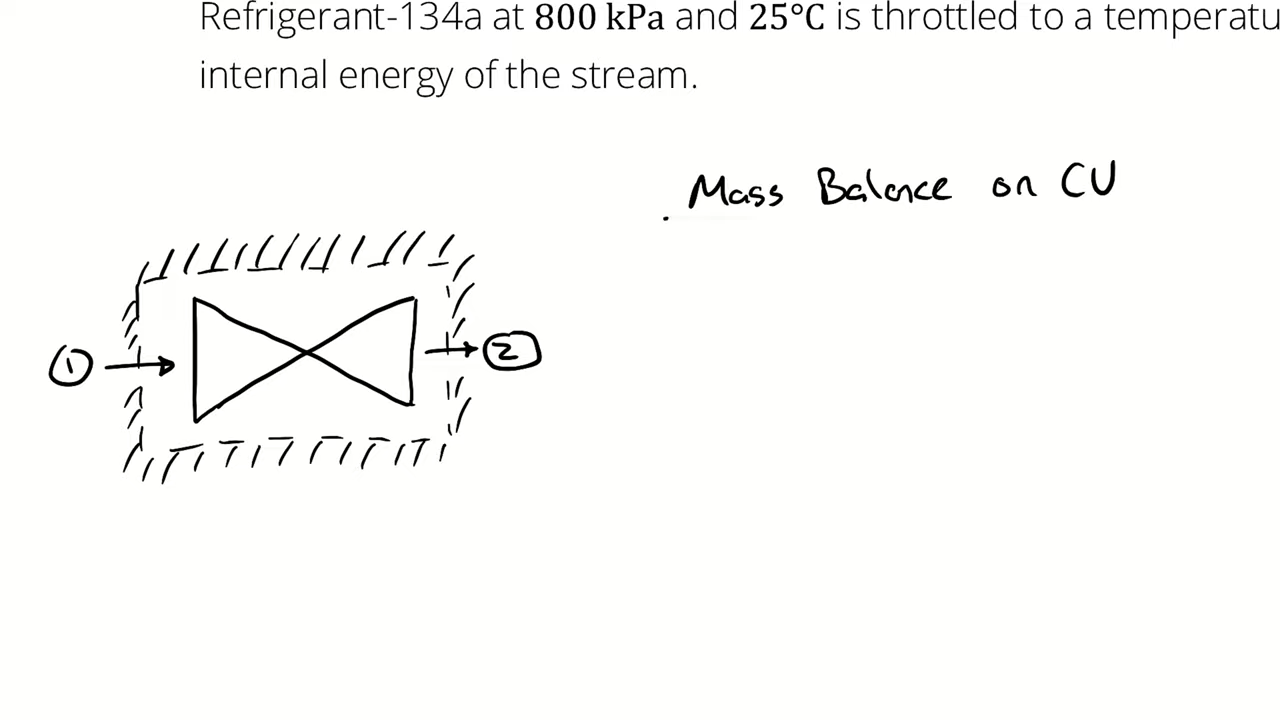 Refrigerant-134a at 800 kPa and 25°C is throttled to a temperatu
internal energy of the stream.
Mass Balance on CV
1
2